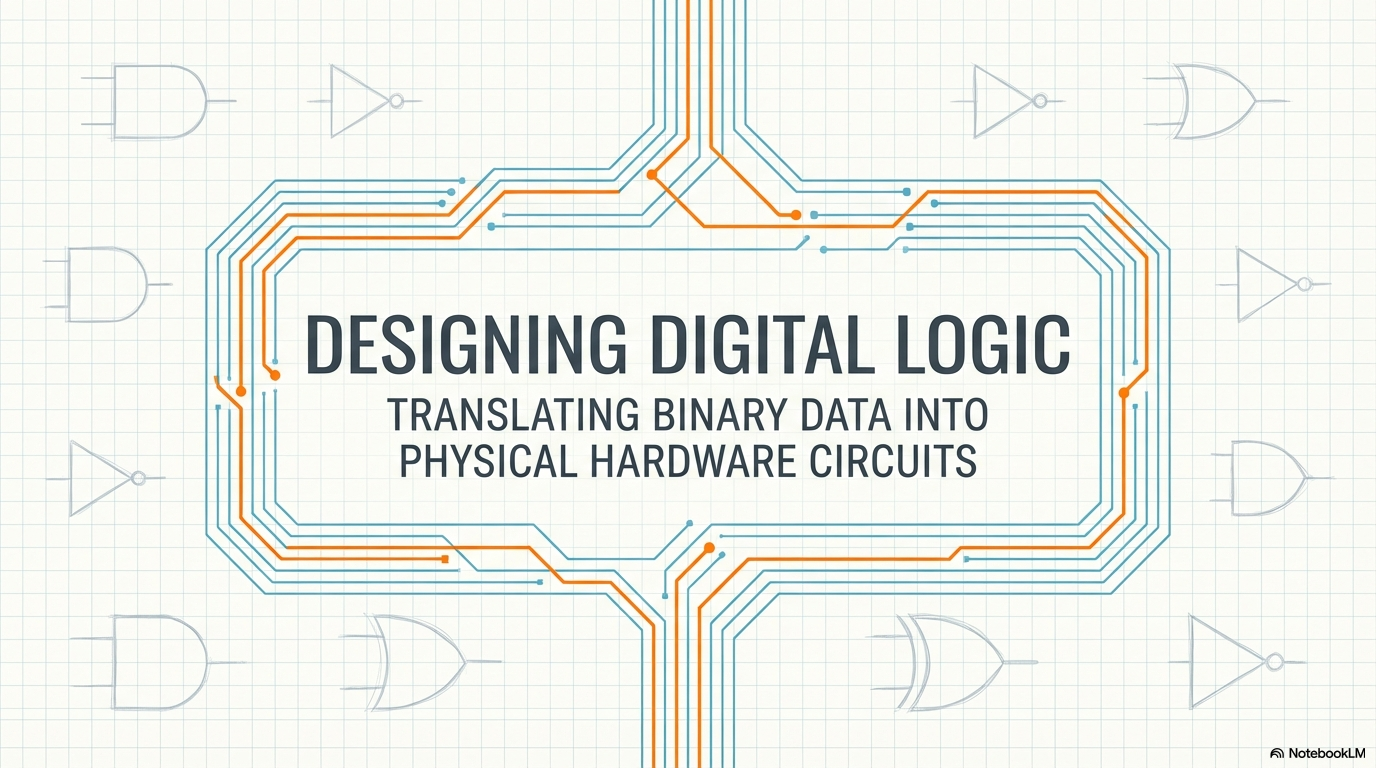 DESIGNING DIGITAL LOGIC
TRANSLATING BINARY DATA INTO
PHYSICAL HARDWARE CIRCUITS
NotebookLM